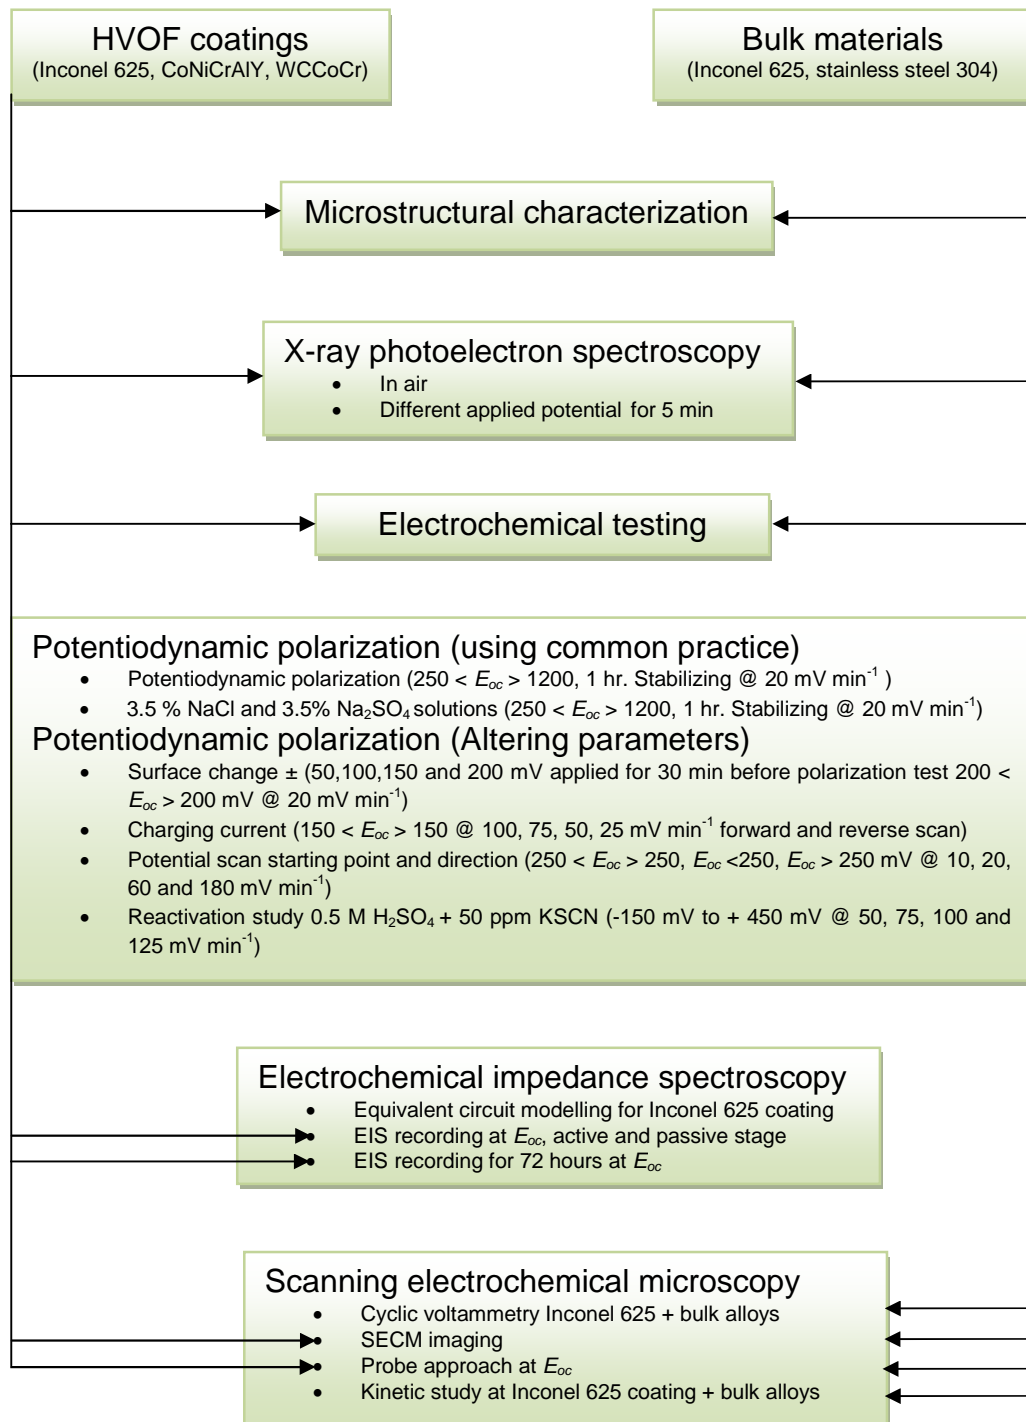 HVOF coatings
(Inconel 625, CoNiCrAlY, WCCoCr)
Bulk materials
(Inconel 625, stainless steel 304)
Microstructural characterization
X-ray photoelectron spectroscopy
• In air
• Different applied potential for 5 min
Electrochemical testing
Potentiodynamic polarization (using common practice)
• Potentiodynamic polarization (250 < Eoc > 1200, 1 hr. Stabilizing @ 20 mV min⁻¹ )
• 3.5 % NaCl and 3.5% Na₂SO₄ solutions (250 < Eoc > 1200, 1 hr. Stabilizing @ 20 mV min⁻¹)
Potentiodynamic polarization (Altering parameters)
• Surface change ± (50,100,150 and 200 mV applied for 30 min before polarization test 200 <
Eoc > 200 mV @ 20 mV min⁻¹)
• Charging current (150 < Eoc > 150 @ 100, 75, 50, 25 mV min⁻¹ forward and reverse scan)
• Potential scan starting point and direction (250 < Eoc > 250, Eoc <250, Eoc > 250 mV @ 10, 20,
60 and 180 mV min⁻¹)
• Reactivation study 0.5 M H₂SO₄ + 50 ppm KSCN (-150 mV to + 450 mV @ 50, 75, 100 and
125 mV min⁻¹)
Electrochemical impedance spectroscopy
• Equivalent circuit modelling for Inconel 625 coating
• EIS recording at Eoc, active and passive stage
• EIS recording for 72 hours at Eoc
Scanning electrochemical microscopy
• Cyclic voltammetry Inconel 625 + bulk alloys
• SECM imaging
• Probe approach at Eoc
• Kinetic study at Inconel 625 coating + bulk alloys